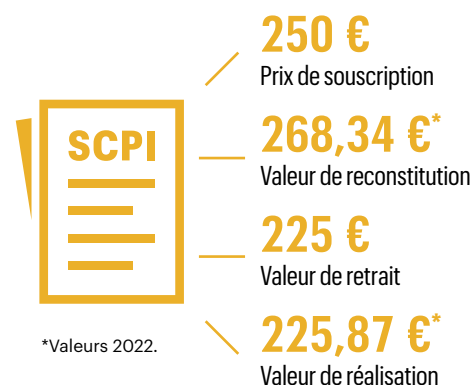 250 €
Prix de souscription
SCPI
268,34 €*
Valeur de reconstitution
225 €
Valeur de retrait
*Valeurs 2022.
225,87 €*
Valeur de réalisation